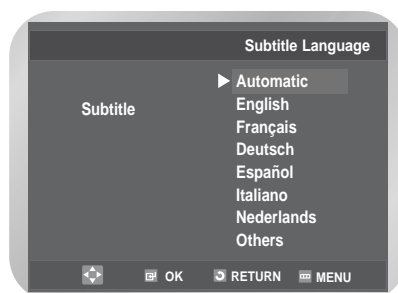 Subtitle Language
Automatic
Subtitle
English
Français
Deutsch
Español
Italiano
Nederlands
Others
OK RETURN MENU